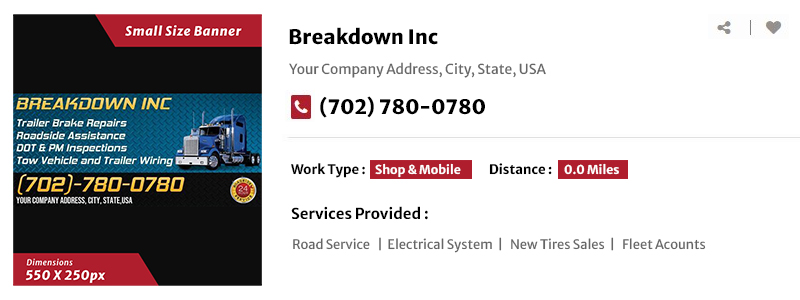 Small Size Banner
BREAKDOWN INC
Trailer Brake Repairs
Roadside Assistance
DOT & PM Inspections
Tow Vehicle and Trailer Wiring
(702)-780-0780
YOUR COMPANY ADDRESS, CITY, STATE,USA
24
Dimensions
550 X 250px
Breakdown Inc
Your Company Address, City, State, USA
(702) 780-0780
Work Type : Shop & Mobile Distance : 0.0 Miles
Services Provided :
Road Service | Electrical System | New Tires Sales | Fleet Acounts